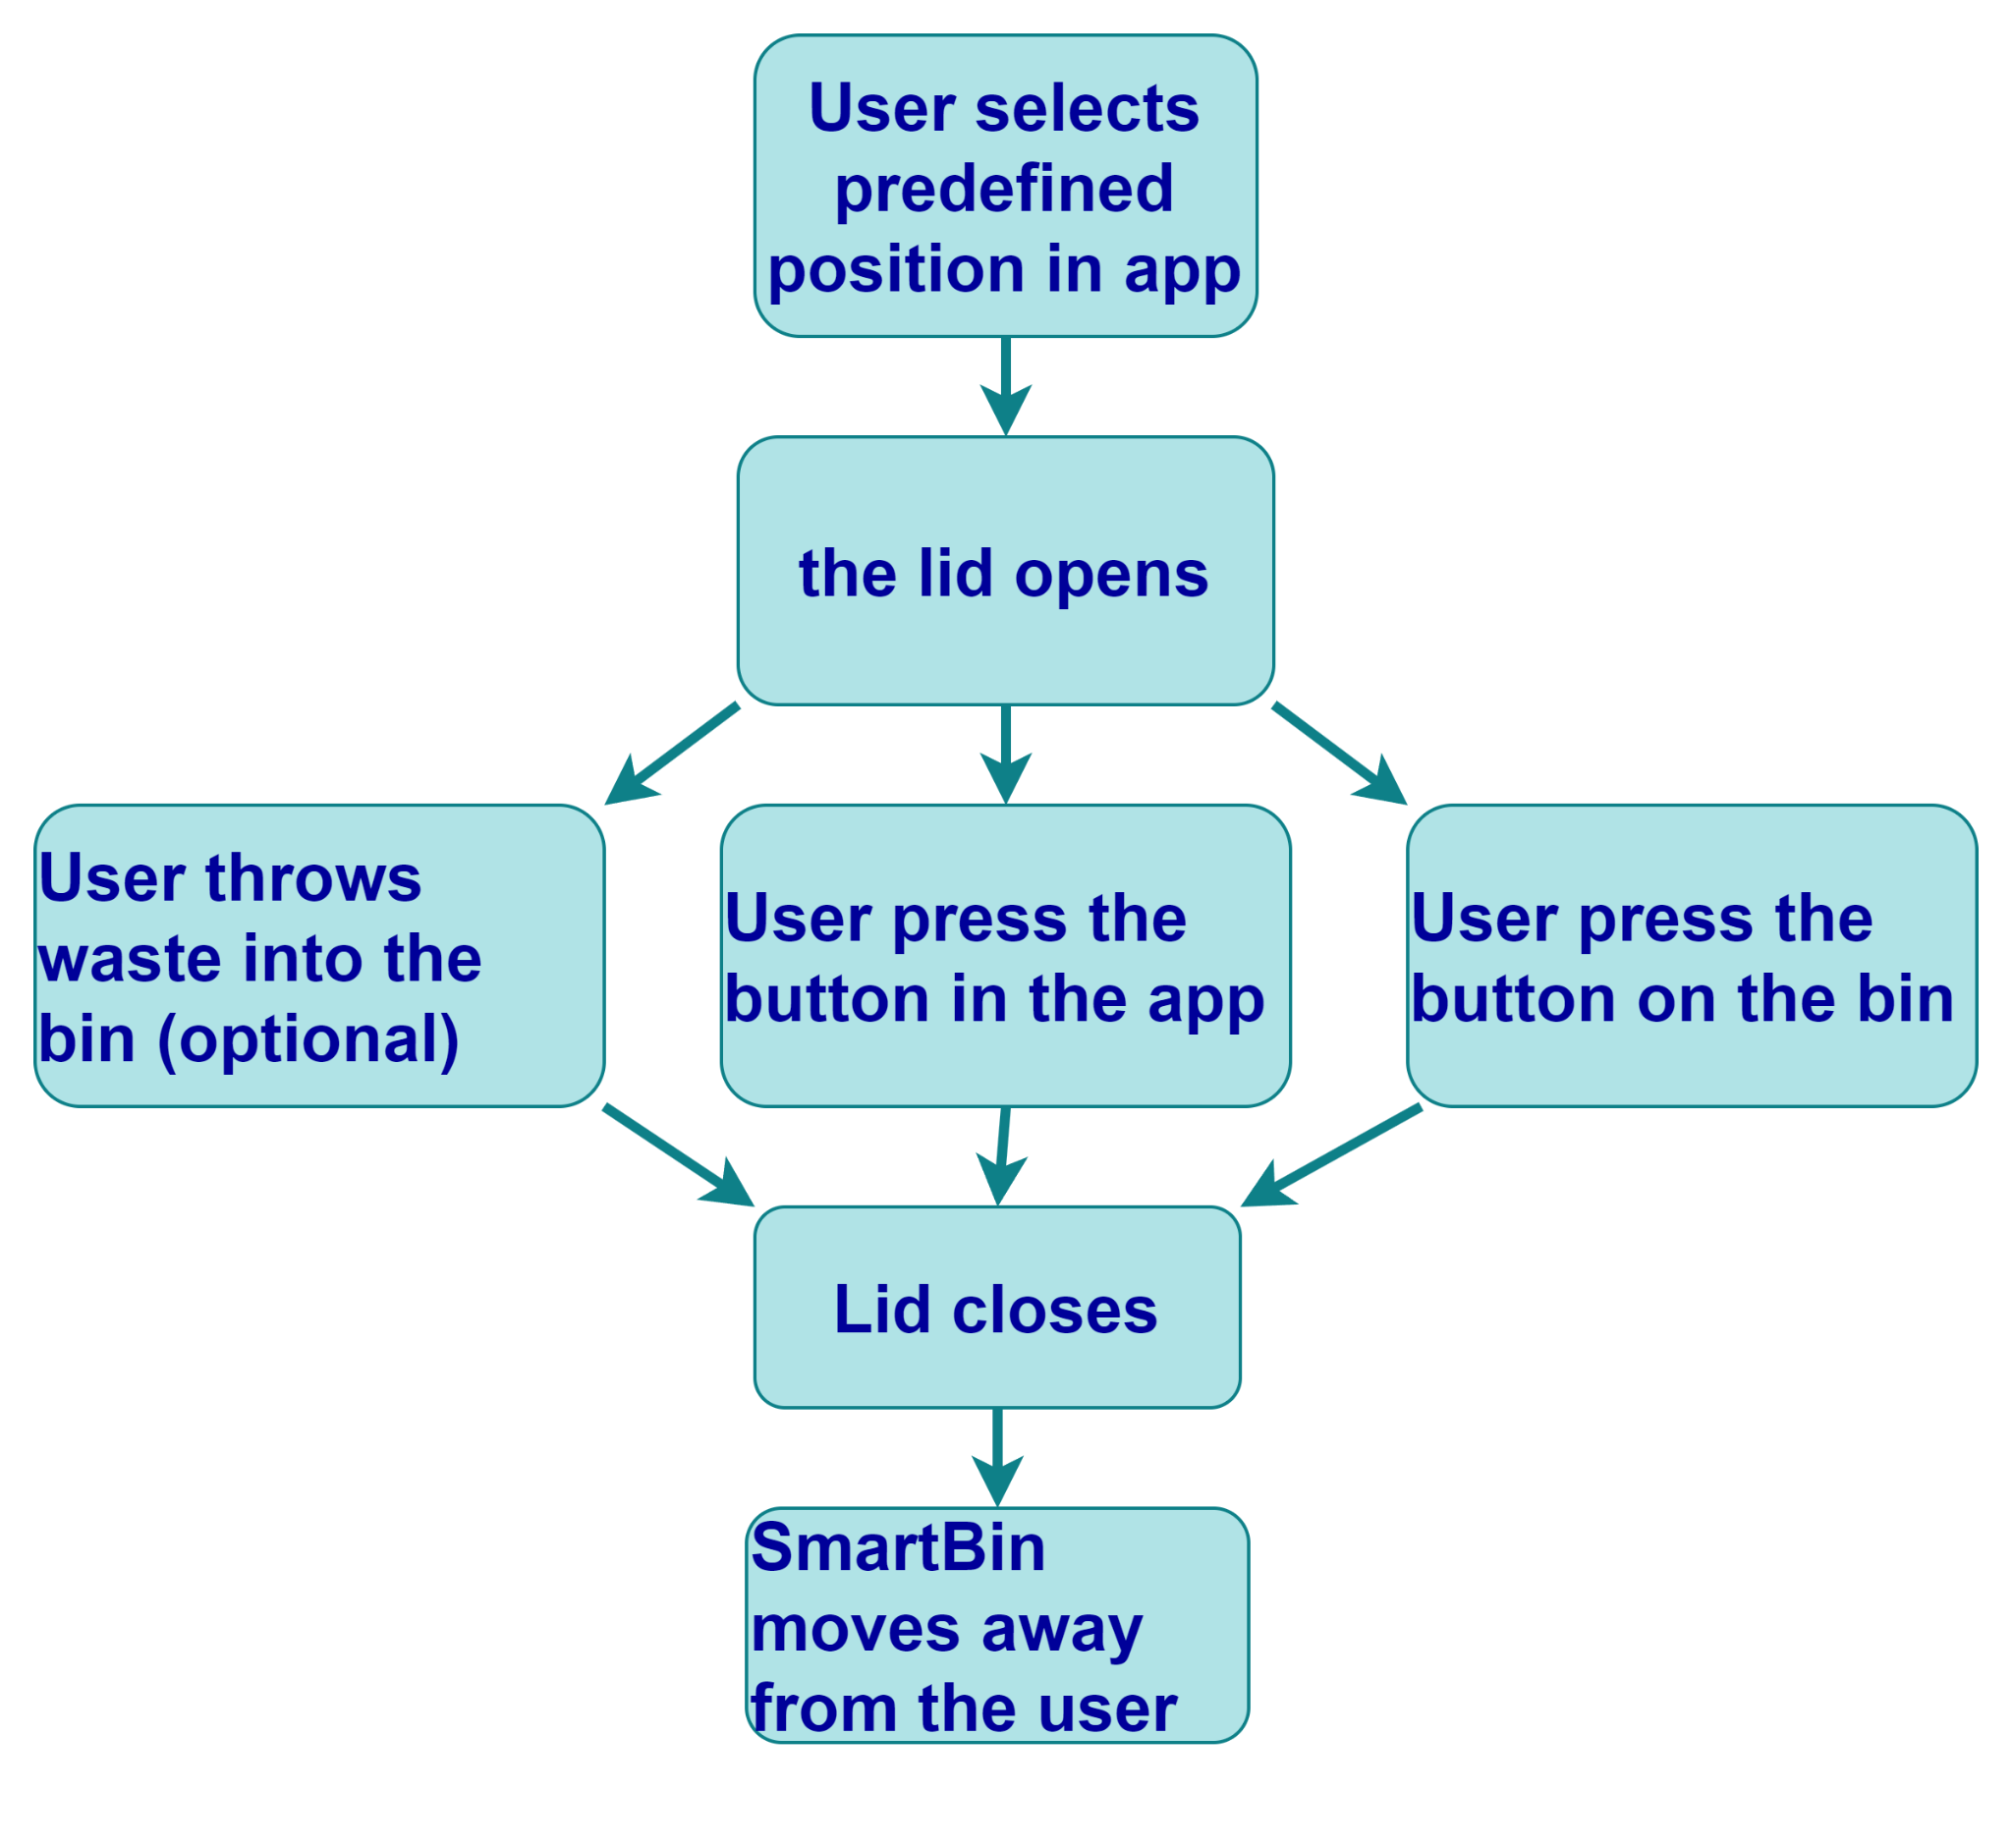 User selects
predefined
position in app
the lid opens
User throws
waste into the
bin (optional)
User press the
button in the app
User press the
button on the bin
Lid closes
SmartBin
moves away
from the user